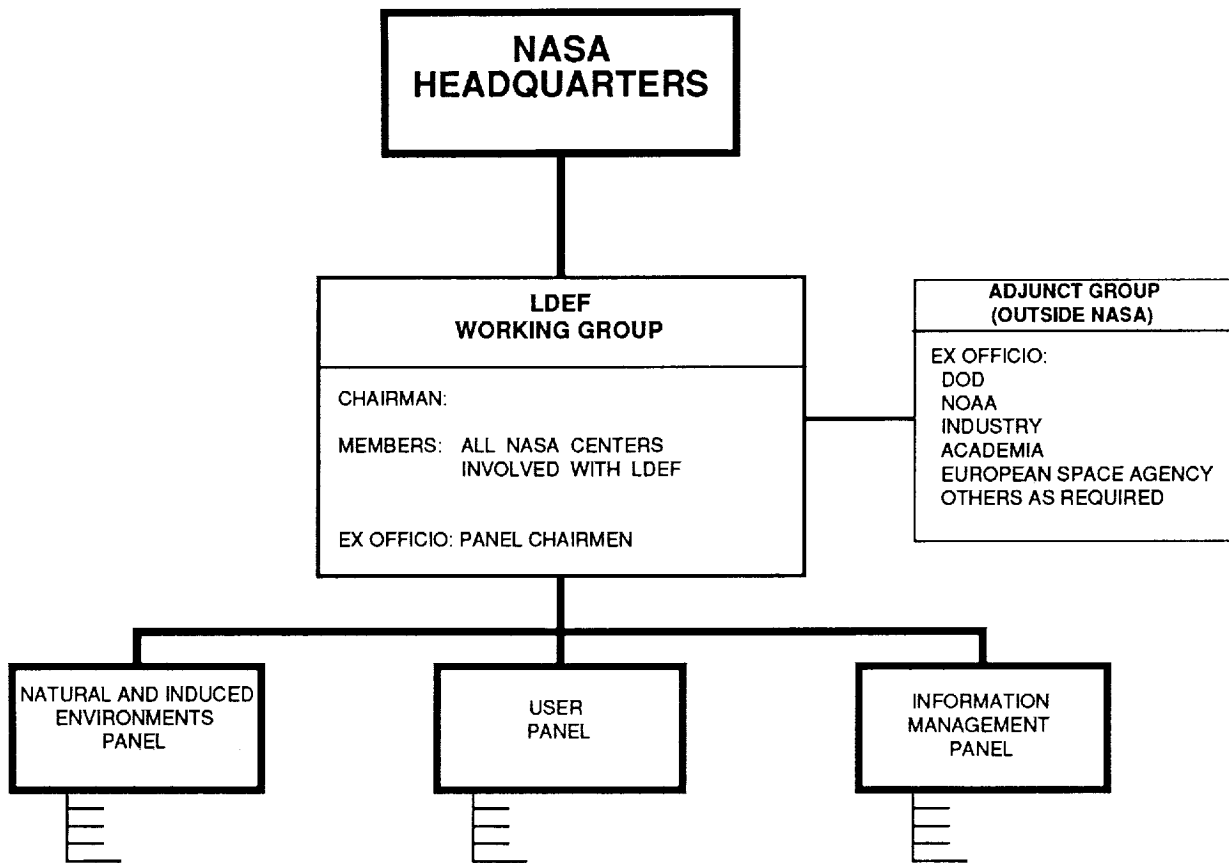 NASA
HEADQUARTERS
LDEF
WORKING GROUP
CHAIRMAN:
MEMBERS: ALL NASA CENTERS
INVOLVED WITH LDEF
EX OFFICIO: PANEL CHAIRMEN
ADJUNCT GROUP
(OUTSIDE NASA)
EX OFFICIO:
DOD
NOAA
INDUSTRY
ACADEMIA
EUROPEAN SPACE AGENCY
OTHERS AS REQUIRED
NATURAL AND INDUCED
ENVIRONMENTS
PANEL
USER
PANEL
INFORMATION
MANAGEMENT
PANEL